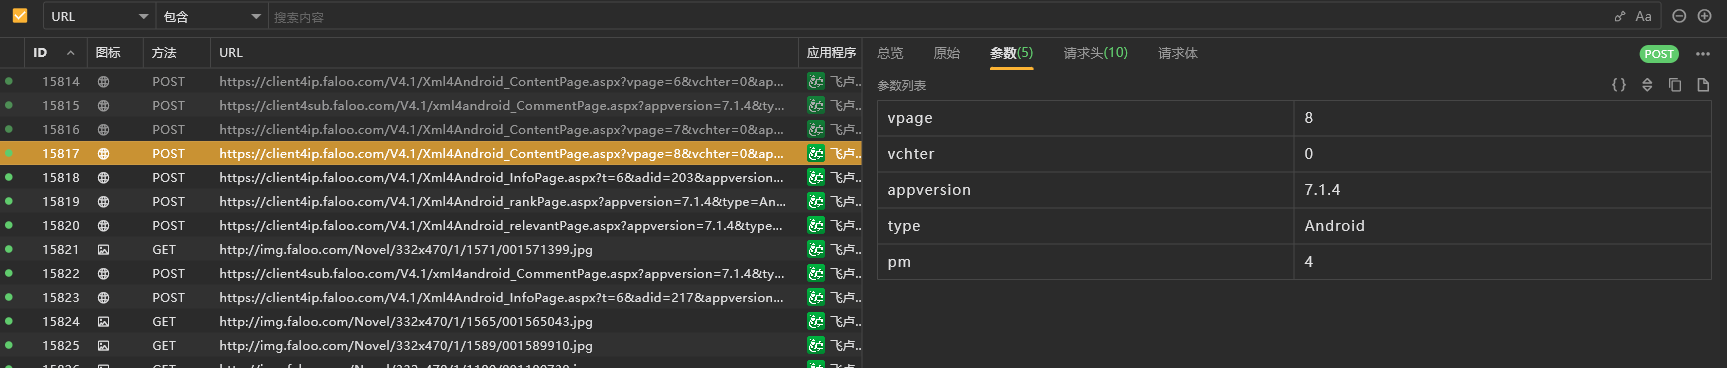 URL 包含 搜索内容 Aa
ID 图标 方法 URL 应用程序
15814 POST https://client4ip.faloo.com/V4.1/Xml4Android_ContentPage.aspx?vpage=6&vchter=0&ap... 飞卢..
15815 POST https://client4sub.faloo.com/V4.1/xml4android_CommentPage.aspx?appversion=7.1.4&ty... 飞卢..
15816 POST https://client4ip.faloo.com/V4.1/Xml4Android_ContentPage.aspx?vpage=7&vchter=0&ap... 飞卢..
15817 POST https://client4ip.faloo.com/V4.1/Xml4Android_ContentPage.aspx?vpage=8&vchter=0&ap... 飞卢..
15818 POST https://client4ip.faloo.com/V4.1/Xml4Android_InfoPage.aspx?t=6&adid=203&appversion... 飞卢..
15819 POST https://client4ip.faloo.com/V4.1/Xml4Android_rankPage.aspx?appversion=7.1.4&type=An... 飞卢..
15820 POST https://client4ip.faloo.com/V4.1/Xml4Android_relevantPage.aspx?appversion=7.1.4&type... 飞卢..
15821 GET http://img.faloo.com/Novel/332x470/1/1571/001571399.jpg 飞卢..
15822 POST https://client4sub.faloo.com/V4.1/xml4android_CommentPage.aspx?appversion=7.1.4&ty... 飞卢..
15823 POST https://client4ip.faloo.com/V4.1/Xml4Android_InfoPage.aspx?t=6&adid=217&appversion... 飞卢..
15824 GET http://img.faloo.com/Novel/332x470/1/1565/001565043.jpg 飞卢..
15825 GET http://img.faloo.com/Novel/332x470/1/1589/001589910.jpg 飞卢..
总览 原始 参数(5) 请求头(10) 请求体 POST
参数列表
vpage 8
vchter 0
appversion 7.1.4
type Android
pm 4